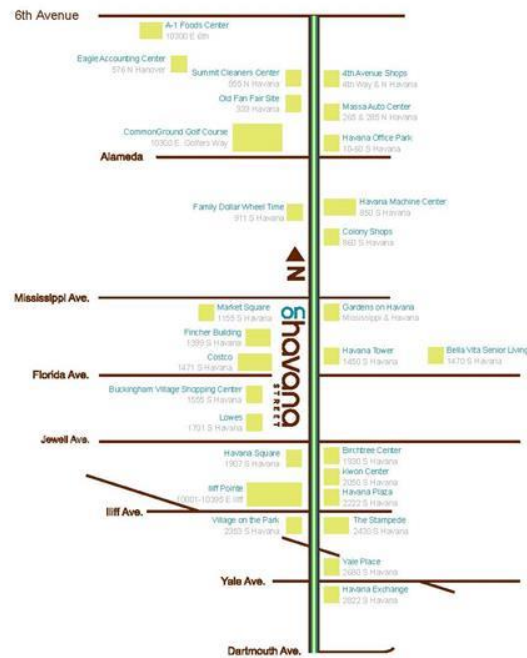 6th Avenue
A-1 Foods Center
10300 E 6th
Eagle Accounting Center
576 N Hanover
Summit Cleaners Center
555 N Havana
4th Avenue Shops
4th Way & N Havana
Old Fan Fair Site
333 Havana
Massa Auto Center
265 & 285 N Havana
CommonGround Golf Course
10300 E. Golfers Way
Havana Office Park
10-80 S Havana
Alameda
Family Dollar Wheel Time
911 S Havana
Havana Machine Center
850 S Havana
Colony Shops
960 S Havana
N
Mississippi Ave.
Market Square
1155 S Havana
Gardens on Havana
Mississippi & Havana
on havana
STREET
Fincher Building
1399 S Havana
Costco
1471 S Havana
Havana Tower
1450 S Havana
Bella Vita Senior Living
1470 S Havana
Florida Ave.
Buckingham Village Shopping Center
1555 S Havana
Lowes
1701 S Havana
Jewell Ave.
Havana Square
1907 S Havana
Birchtree Center
S Havana
Kwon Center
2050 S Havana
Iliff Pointe
10001-10395 E Iliff
Havana Plaza
2222 S Havana
Iliff Ave.
Village on the Park
2353 S Havana
The Stampede
2430 S Havana
Yale Place
2680 S Havana
Yale Ave.
Havana Exchange
2822 S Havana
Dartmouth Ave.